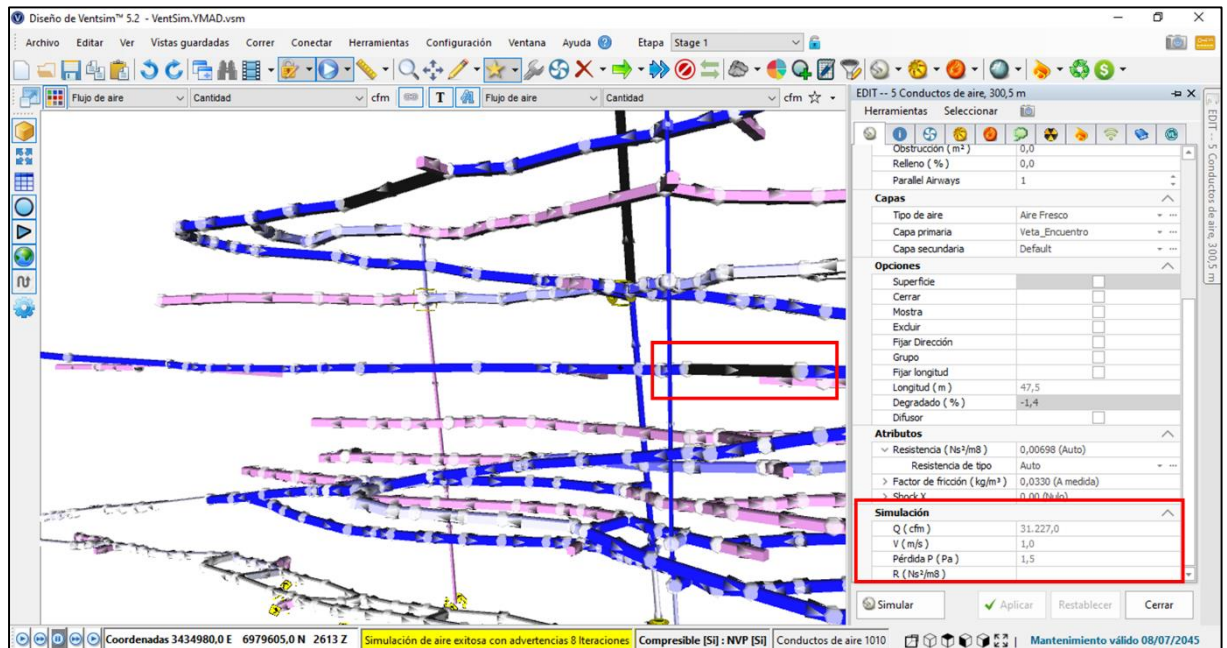 Diseño de Ventsim™ 5.2 - VentSim.YMAD.vsm
Archivo Editar Ver Vistas guardadas Correr Conectar Herramientas Configuración Ventana Ayuda Etapa Stage 1
Flujo de aire Cantidad cfm T Flujo de aire Cantidad cfm
EDIT -- 5 Conductos de aire, 300,5 m
Herramientas Seleccionar
Obstrucción ( m² ) 0,0
Relleno ( % ) 0,0
Parallel Airways 1
Capas
Tipo de aire Aire Fresco
Capa primaria Veta_Encuentro
Capa secundaria Default
Opciones
Superficie
Cerrar
Mostra
Excluir
Fijar Dirección
Grupo
Fijar longitud
Longitud ( m ) 47,5
Degradado ( % ) -1,4
Difusor
Atributos
Resistencia ( Ns²/m8 ) 0,00698 (Auto)
Resistencia de tipo Auto
Factor de fricción ( kg/m³ ) 0,0330 (A medida)
Shock X 0,00 (Nulo)
Simulación
Q ( cfm ) 31.227,0
V ( m/s ) 1,0
Pérdida P ( Pa ) 1,5
R ( Ns²/m8 )
Simular Aplicar Restablecer Cerrar
EDIT -- 5 Conductos de aire, 300,5 m
Coordenadas 3434980,0 E 6979605,0 N 2613 Z Simulación de aire exitosa con advertencias 8 Iteraciones Compresible [Si] : NVP [Si] Conductos de aire 1010 Mantenimiento válido 08/07/2045